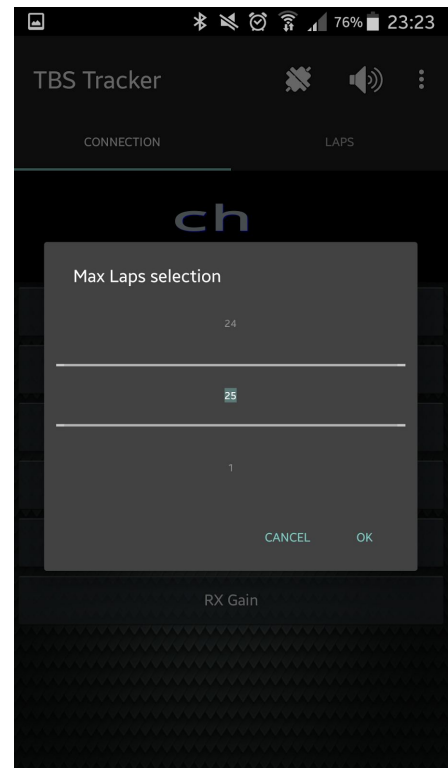 76% 23:23
TBS Tracker
CONNECTION LAPS
ch
Max Laps selection
24
25
1
CANCEL OK
RX Gain